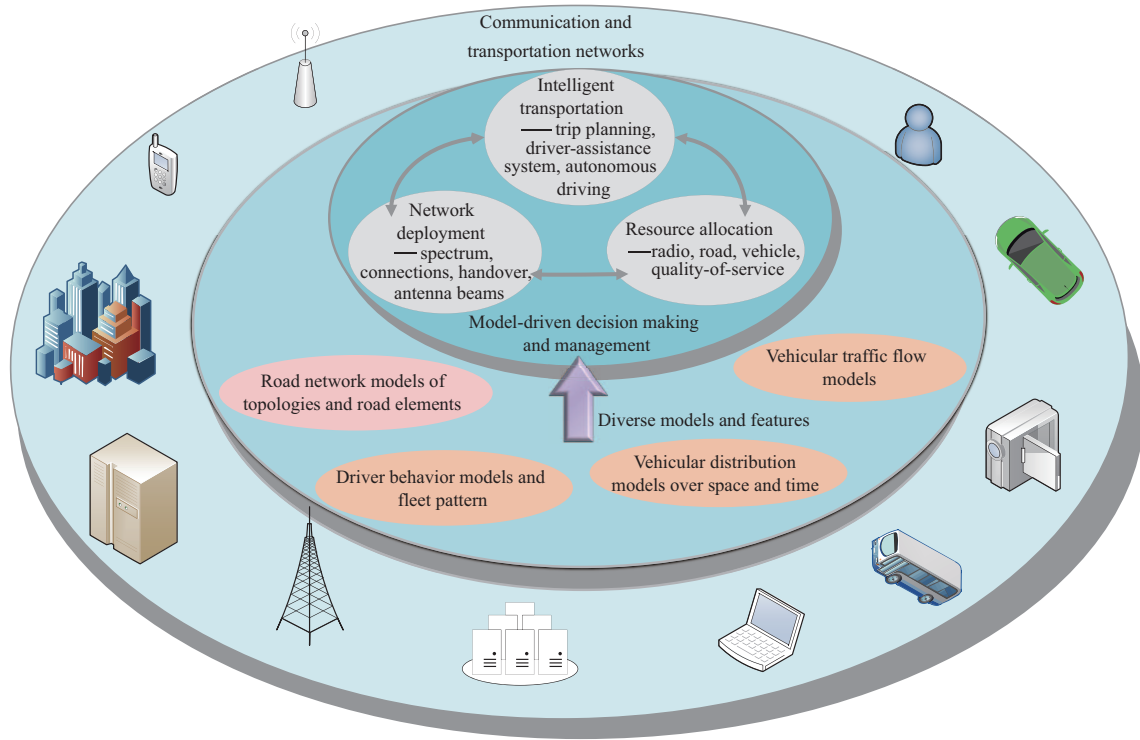 Communication and
transportation networks
Intelligent
transportation
— trip planning,
driver-assistance
system, autonomous
driving
Network
deployment
— spectrum,
connections, handover,
antenna beams
Resource allocation
—radio, road, vehicle,
quality-of-service
Model-driven decision making
and management
Road network models of
topologies and road elements
Vehicular traffic flow
models
Diverse models and features
Driver behavior models and
fleet pattern
Vehicular distribution
models over space and time